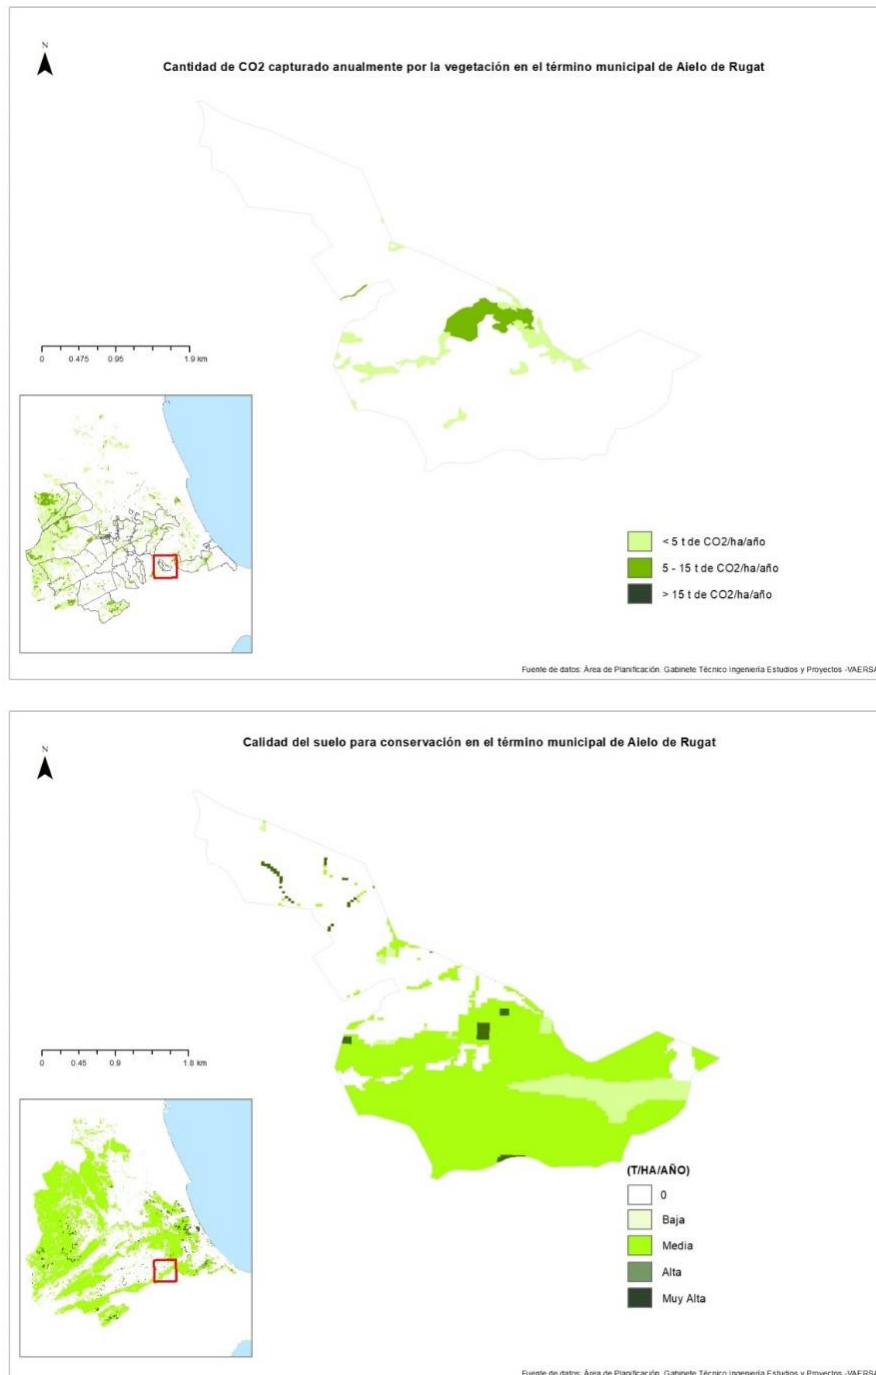 N
Cantidad de CO2 capturado anualmente por la vegetación en el término municipal de Aielo de Rugat
0 0.475 0.95 1.9 km
< 5 t de CO2/ha/año
5 - 15 t de CO2/ha/año
> 15 t de CO2/ha/año
Fuente de datos: Área de Planificación. Gabinete Técnico Ingeniería Estudios y Proyectos -VAERSA
N
Calidad del suelo para conservación en el término municipal de Aielo de Rugat
0 0.45 0.9 1.8 km
(T/HA/AÑO)
0
Baja
Media
Alta
Muy Alta
Fuente de datos: Área de Planificación. Gabinete Técnico Ingeniería Estudios y Proyectos -VAERSA